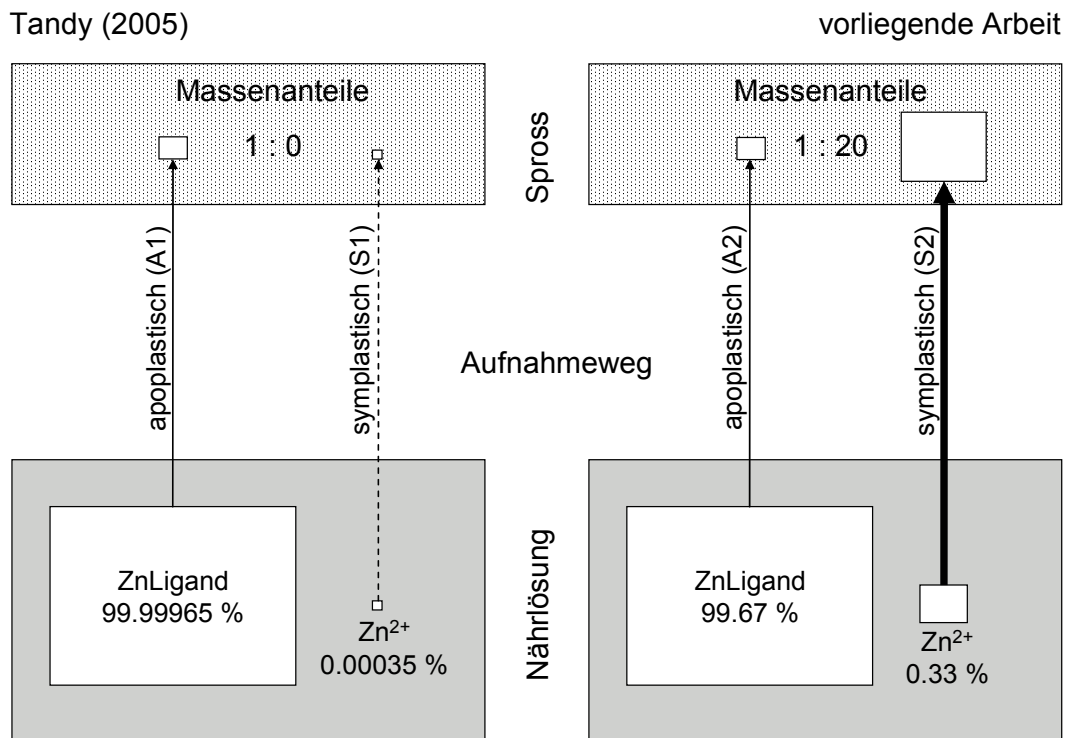 Tandy (2005)
vorliegende Arbeit
Massenanteile
1 : 0
Massenanteile
1 : 20
Spross
apoplastisch (A1)
symplastisch (S1)
apoplastisch (A2)
symplastisch (S2)
Aufnahmeweg
Nährlösung
ZnLigand
99.99965 %
Zn²⁺
0.00035 %
ZnLigand
99.67 %
Zn²⁺
0.33 %